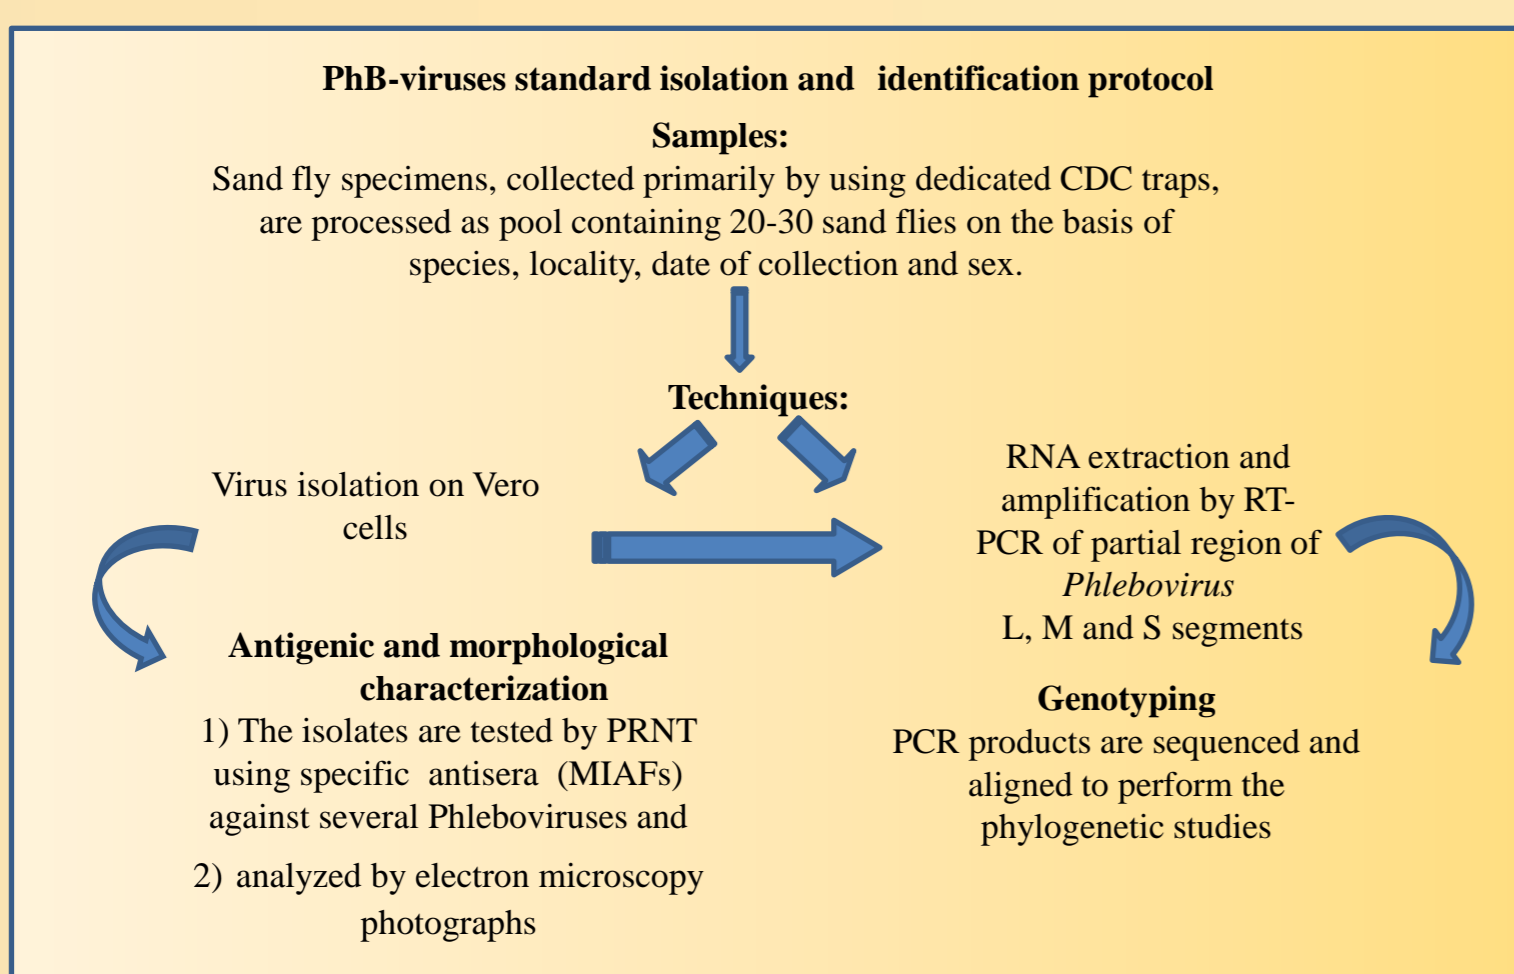 PhB-viruses standard isolation and identification protocol
Samples:
Sand fly specimens, collected primarily by using dedicated CDC traps,
are processed as pool containing 20-30 sand flies on the basis of
species, locality, date of collection and sex.
Techniques:
Virus isolation on Vero
cells
RNA extraction and
amplification by RT-
PCR of partial region of
Phlebovirus
L, M and S segments
Antigenic and morphological
characterization
1) The isolates are tested by PRNT
using specific antisera (MIAFs)
against several Phleboviruses and
2) analyzed by electron microscopy
photographs
Genotyping
PCR products are sequenced and
aligned to perform the
phylogenetic studies